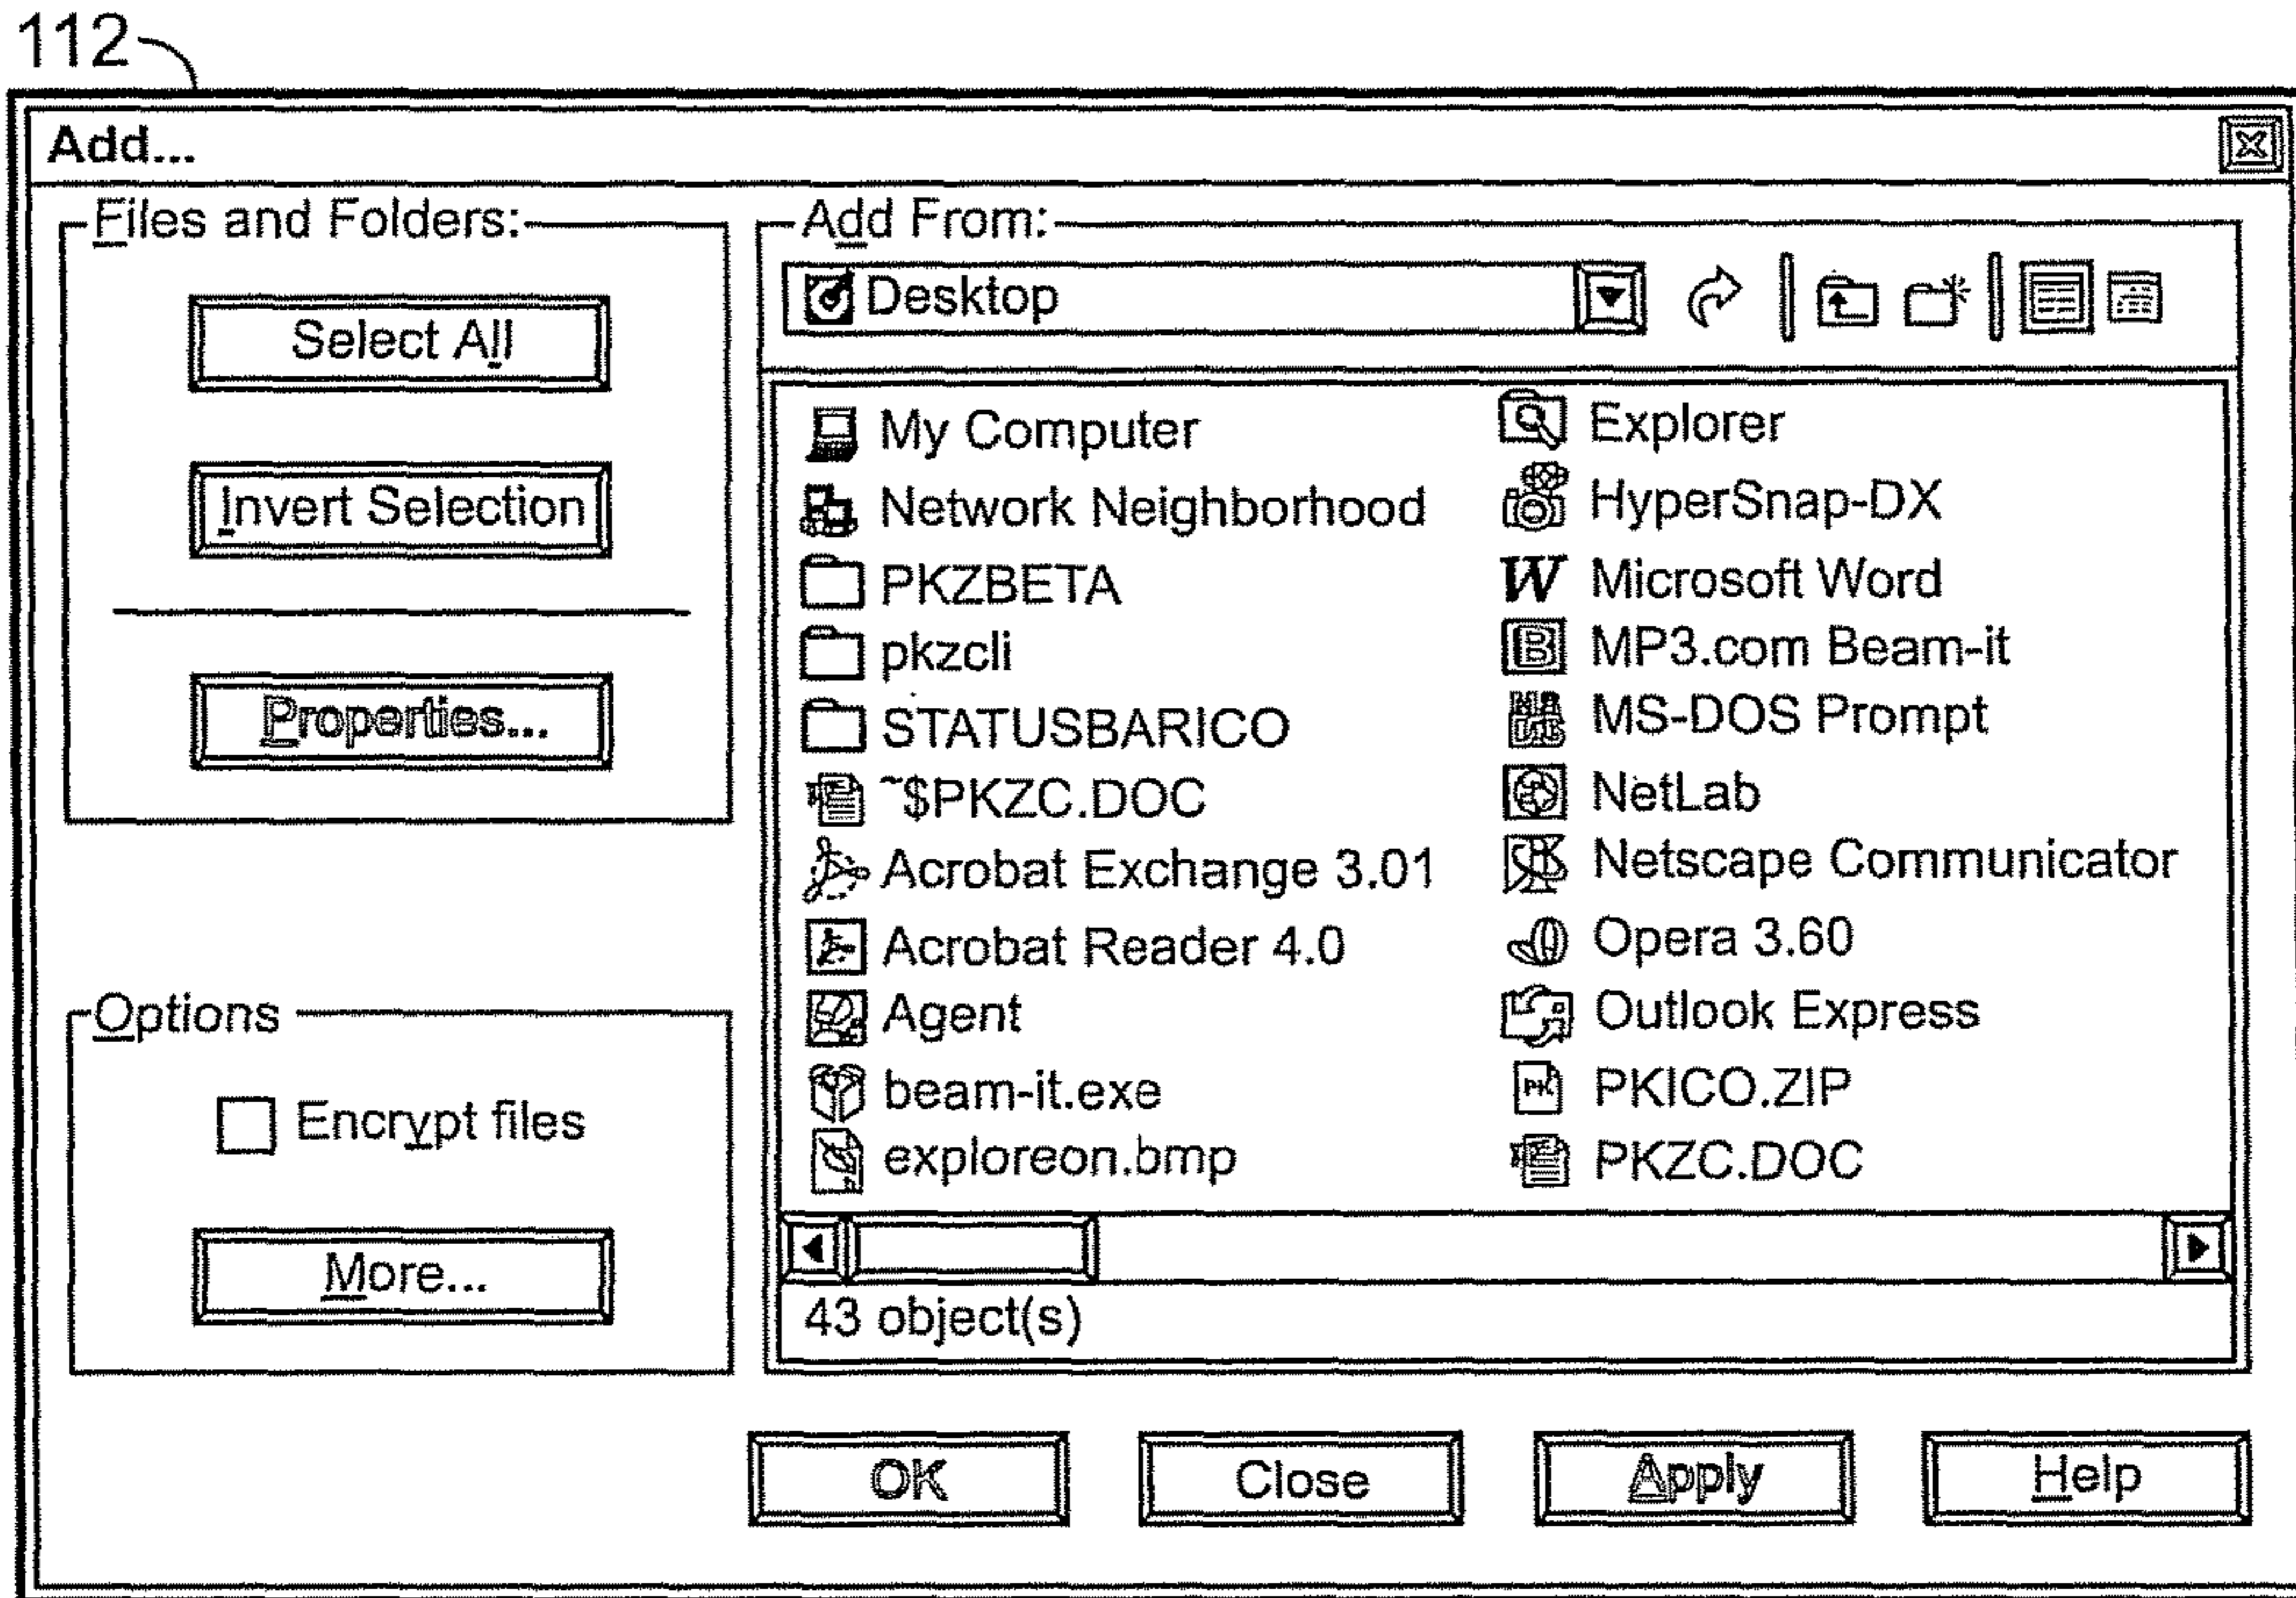 112
Add...
Files and Folders:
Select All
Invert Selection
Properties...
Options
Encrypt files
More...
Add From:
Desktop
My Computer
Network Neighborhood
PKZBETA
pkzcli
STATUSBARICO
~$PKZC.DOC
Acrobat Exchange 3.01
Acrobat Reader 4.0
Agent
beam-it.exe
exploreon.bmp
Explorer
HyperSnap-DX
Microsoft Word
MP3.com Beam-it
MS-DOS Prompt
NetLab
Netscape Communicator
Opera 3.60
Outlook Express
PKICO.ZIP
PKZC.DOC
43 object(s)
OK
Close
Apply
Help